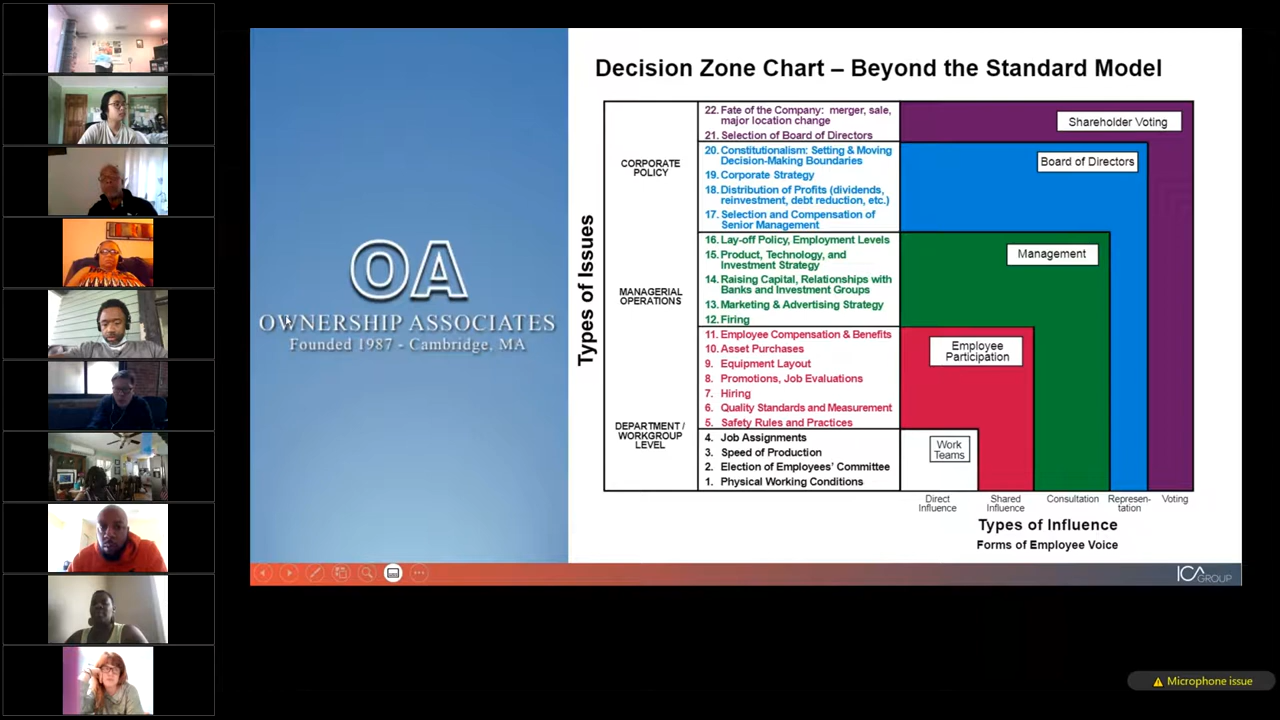 Decision Zone Chart – Beyond the Standard Model
OA
OWNERSHIP ASSOCIATES
Founded 1987 - Cambridge, MA
Types of Issues
CORPORATE
POLICY
MANAGERIAL
OPERATIONS
DEPARTMENT /
WORKGROUP
LEVEL
22. Fate of the Company: merger, sale,
major location change
21. Selection of Board of Directors
20. Constitutionalism: Setting & Moving
Decision-Making Boundaries
19. Corporate Strategy
18. Distribution of Profits (dividends,
reinvestment, debt reduction, etc.)
17. Selection and Compensation of
Senior Management
16. Lay-off Policy, Employment Levels
15. Product, Technology, and
Investment Strategy
14. Raising Capital, Relationships with
Banks and Investment Groups
13. Marketing & Advertising Strategy
12. Firing
11. Employee Compensation & Benefits
10. Asset Purchases
9. Equipment Layout
8. Promotions, Job Evaluations
7. Hiring
6. Quality Standards and Measurement
5. Safety Rules and Practices
4. Job Assignments
3. Speed of Production
2. Election of Employees' Committee
1. Physical Working Conditions
Shareholder Voting
Board of Directors
Management
Employee
Participation
Work
Teams
Direct
Influence
Shared
Influence
Consultation
Represen-
tation
Voting
Types of Influence
Forms of Employee Voice
ICA GROUP
Microphone issue